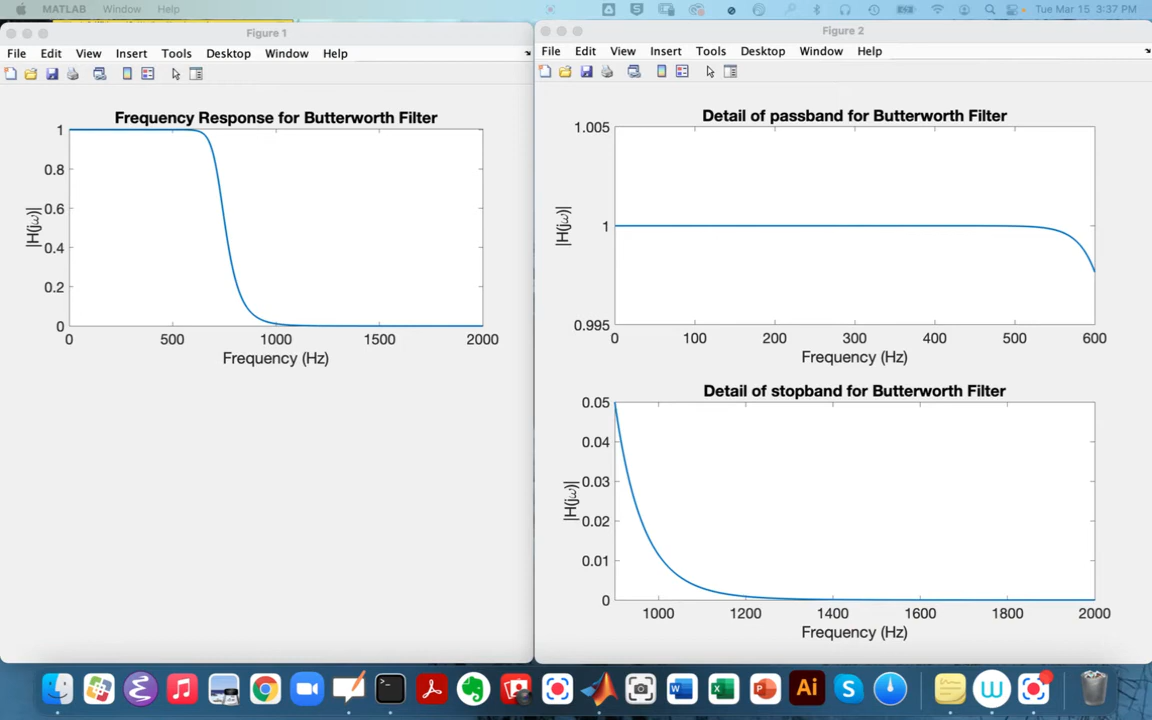 MATLAB Window Help
Tue Mar 15 3:37 PM
Figure 1
File Edit View Insert Tools Desktop Window Help
Frequency Response for Butterworth Filter
1
0.8
0.6
0.4
0.2
0
|H(jω)|
0 500 1000 1500 2000
Frequency (Hz)
Figure 2
File Edit View Insert Tools Desktop Window Help
Detail of passband for Butterworth Filter
1.005
1
0.995
|H(jω)|
0 100 200 300 400 500 600
Frequency (Hz)
Detail of stopband for Butterworth Filter
0.05
0.04
0.03
0.02
0.01
0
|H(jω)|
1000 1200 1400 1600 1800 2000
Frequency (Hz)
Ai